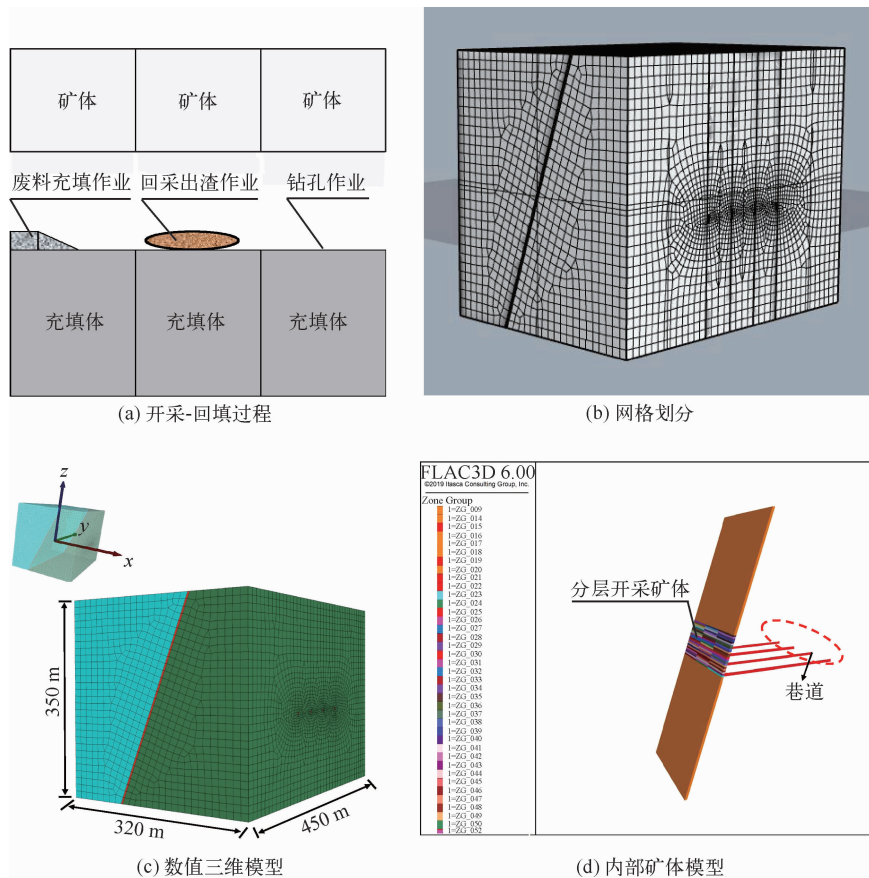 矿体 矿体 矿体
废料充填作业 回采出渣作业 钻孔作业
充填体 充填体 充填体
(a) 开采-回填过程
(b) 网格划分
z
y
x
350 m
320 m
450 m
(c) 数值三维模型
FLAC3D 6.00
©2019 Itasca Consulting Group, Inc.
Zone Group
1=ZG_009
1=ZG_014
1=ZG_015
1=ZG_016
1=ZG_017
1=ZG_018
1=ZG_019
1=ZG_020
1=ZG_021
1=ZG_022
1=ZG_023
1=ZG_024
1=ZG_025
1=ZG_026
1=ZG_027
1=ZG_028
1=ZG_029
1=ZG_030
1=ZG_031
1=ZG_032
1=ZG_033
1=ZG_034
1=ZG_035
1=ZG_036
1=ZG_037
1=ZG_038
1=ZG_039
1=ZG_040
1=ZG_041
1=ZG_042
1=ZG_043
1=ZG_044
1=ZG_045
1=ZG_046
1=ZG_047
1=ZG_048
1=ZG_049
1=ZG_050
1=ZG_052
分层开采矿体
巷道
(d) 内部矿体模型